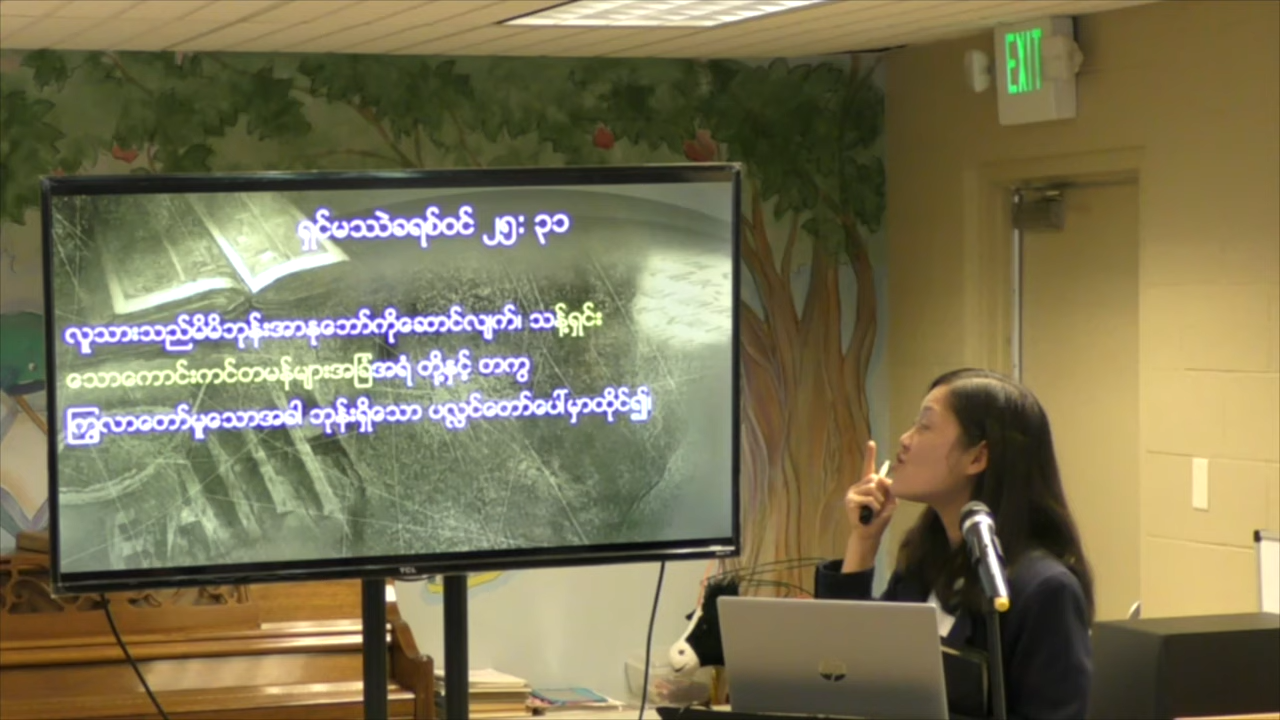 ရှင်မဿဲခရစ်ဝင် ၂၅း ၃၁
လူသားသည်မိမိဘုန်းအာနုဘော်ကိုဆောင်လျက်၊ သန့်ရှင်း
သောကောင်းကင်တမန်များအခြံအရံ တို့နှင့် တကွ
ကြွလာတော်မူသောအခါ ဘုန်းရှိသော ပလ္လင်တော်ပေါ်မှာထိုင်၍၊
TCL
EXIT
hp